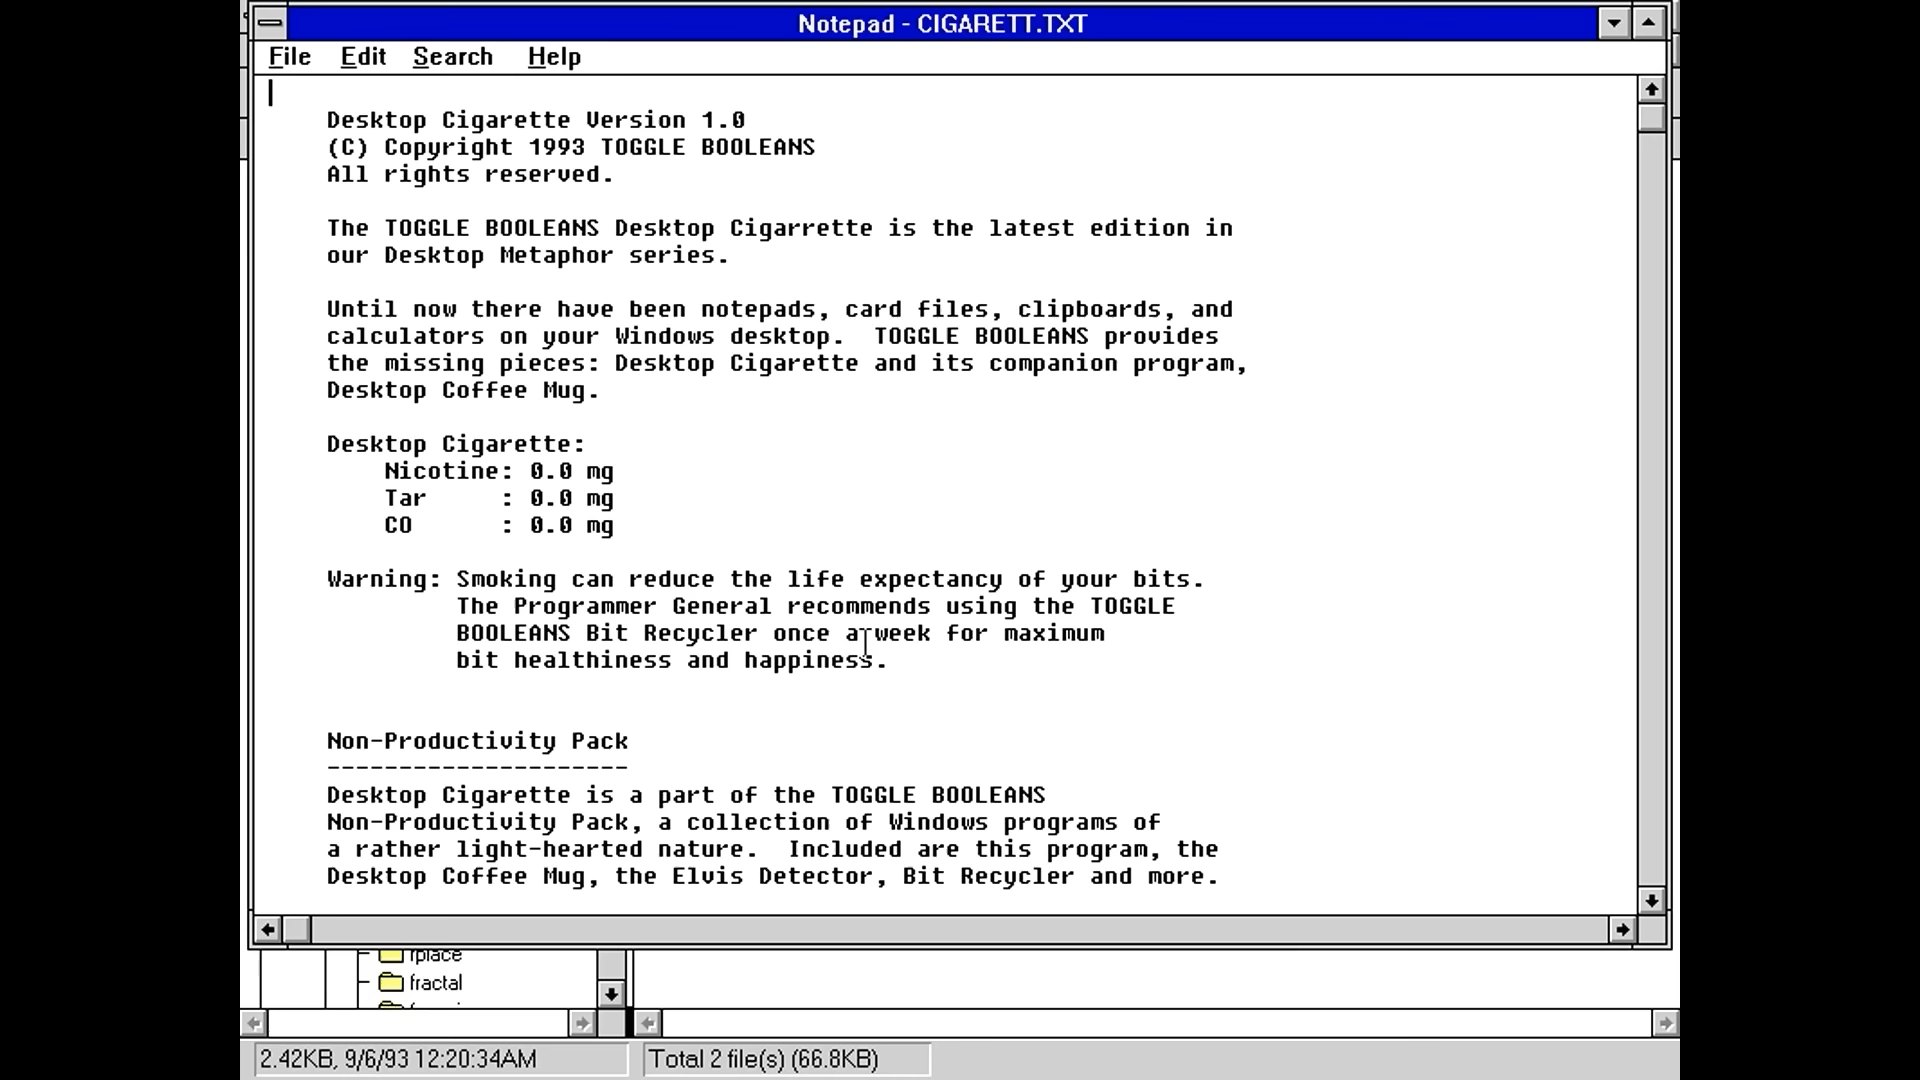 Notepad - CIGARETT.TXT
File Edit Search Help
Desktop Cigarette Version 1.0
(C) Copyright 1993 TOGGLE BOOLEANS
All rights reserved.
The TOGGLE BOOLEANS Desktop Cigarrette is the latest edition in
our Desktop Metaphor series.
Until now there have been notepads, card files, clipboards, and
calculators on your Windows desktop.  TOGGLE BOOLEANS provides
the missing pieces: Desktop Cigarette and its companion program,
Desktop Coffee Mug.
Desktop Cigarette:
Nicotine: 0.0 mg
Tar      : 0.0 mg
CO       : 0.0 mg
Warning: Smoking can reduce the life expectancy of your bits.
The Programmer General recommends using the TOGGLE
BOOLEANS Bit Recycler once a week for maximum
bit healthiness and happiness.
Non-Productivity Pack
---------------------
Desktop Cigarette is a part of the TOGGLE BOOLEANS
Non-Productivity Pack, a collection of Windows programs of
a rather light-hearted nature.  Included are this program, the
Desktop Coffee Mug, the Elvis Detector, Bit Recycler and more.
fractal
2.42KB, 9/6/93 12:20:34AM
Total 2 file(s) (66.8KB)